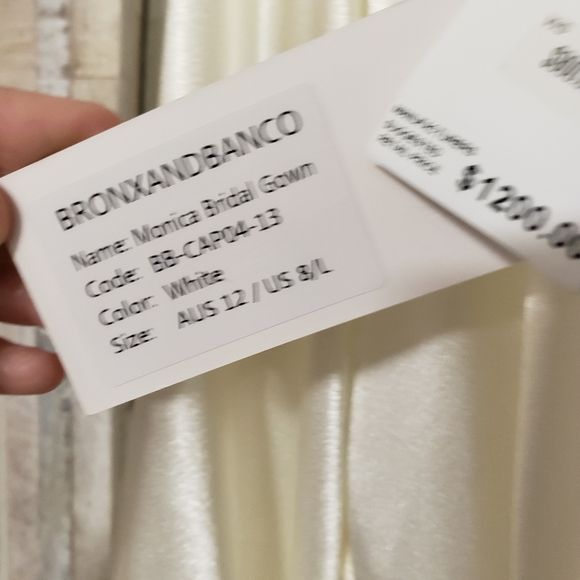 BRONXANDBANCO
Name: Monica Bridal Gown
Code: BB-CAP04-13
Color: White
Size: AUS 12 / US 8/L
$1200.00